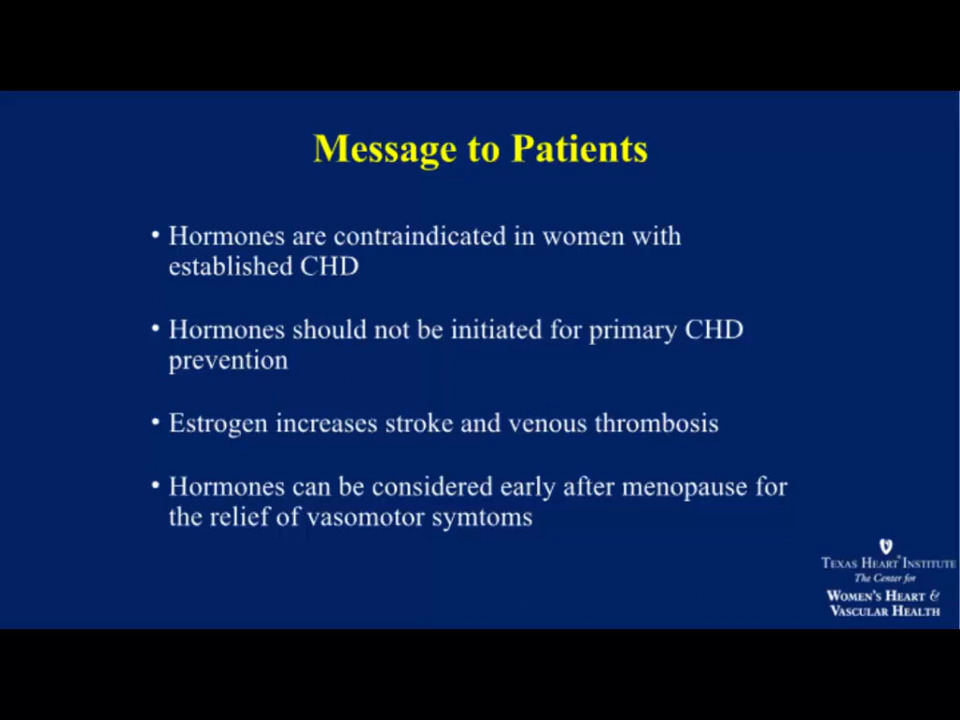 Message to Patients
• Hormones are contraindicated in women with
established CHD
• Hormones should not be initiated for primary CHD
prevention
• Estrogen increases stroke and venous thrombosis
• Hormones can be considered early after menopause for
the relief of vasomotor symtoms
TEXAS HEART® INSTITUTE
The Center for
WOMEN'S HEART &
VASCULAR HEALTH